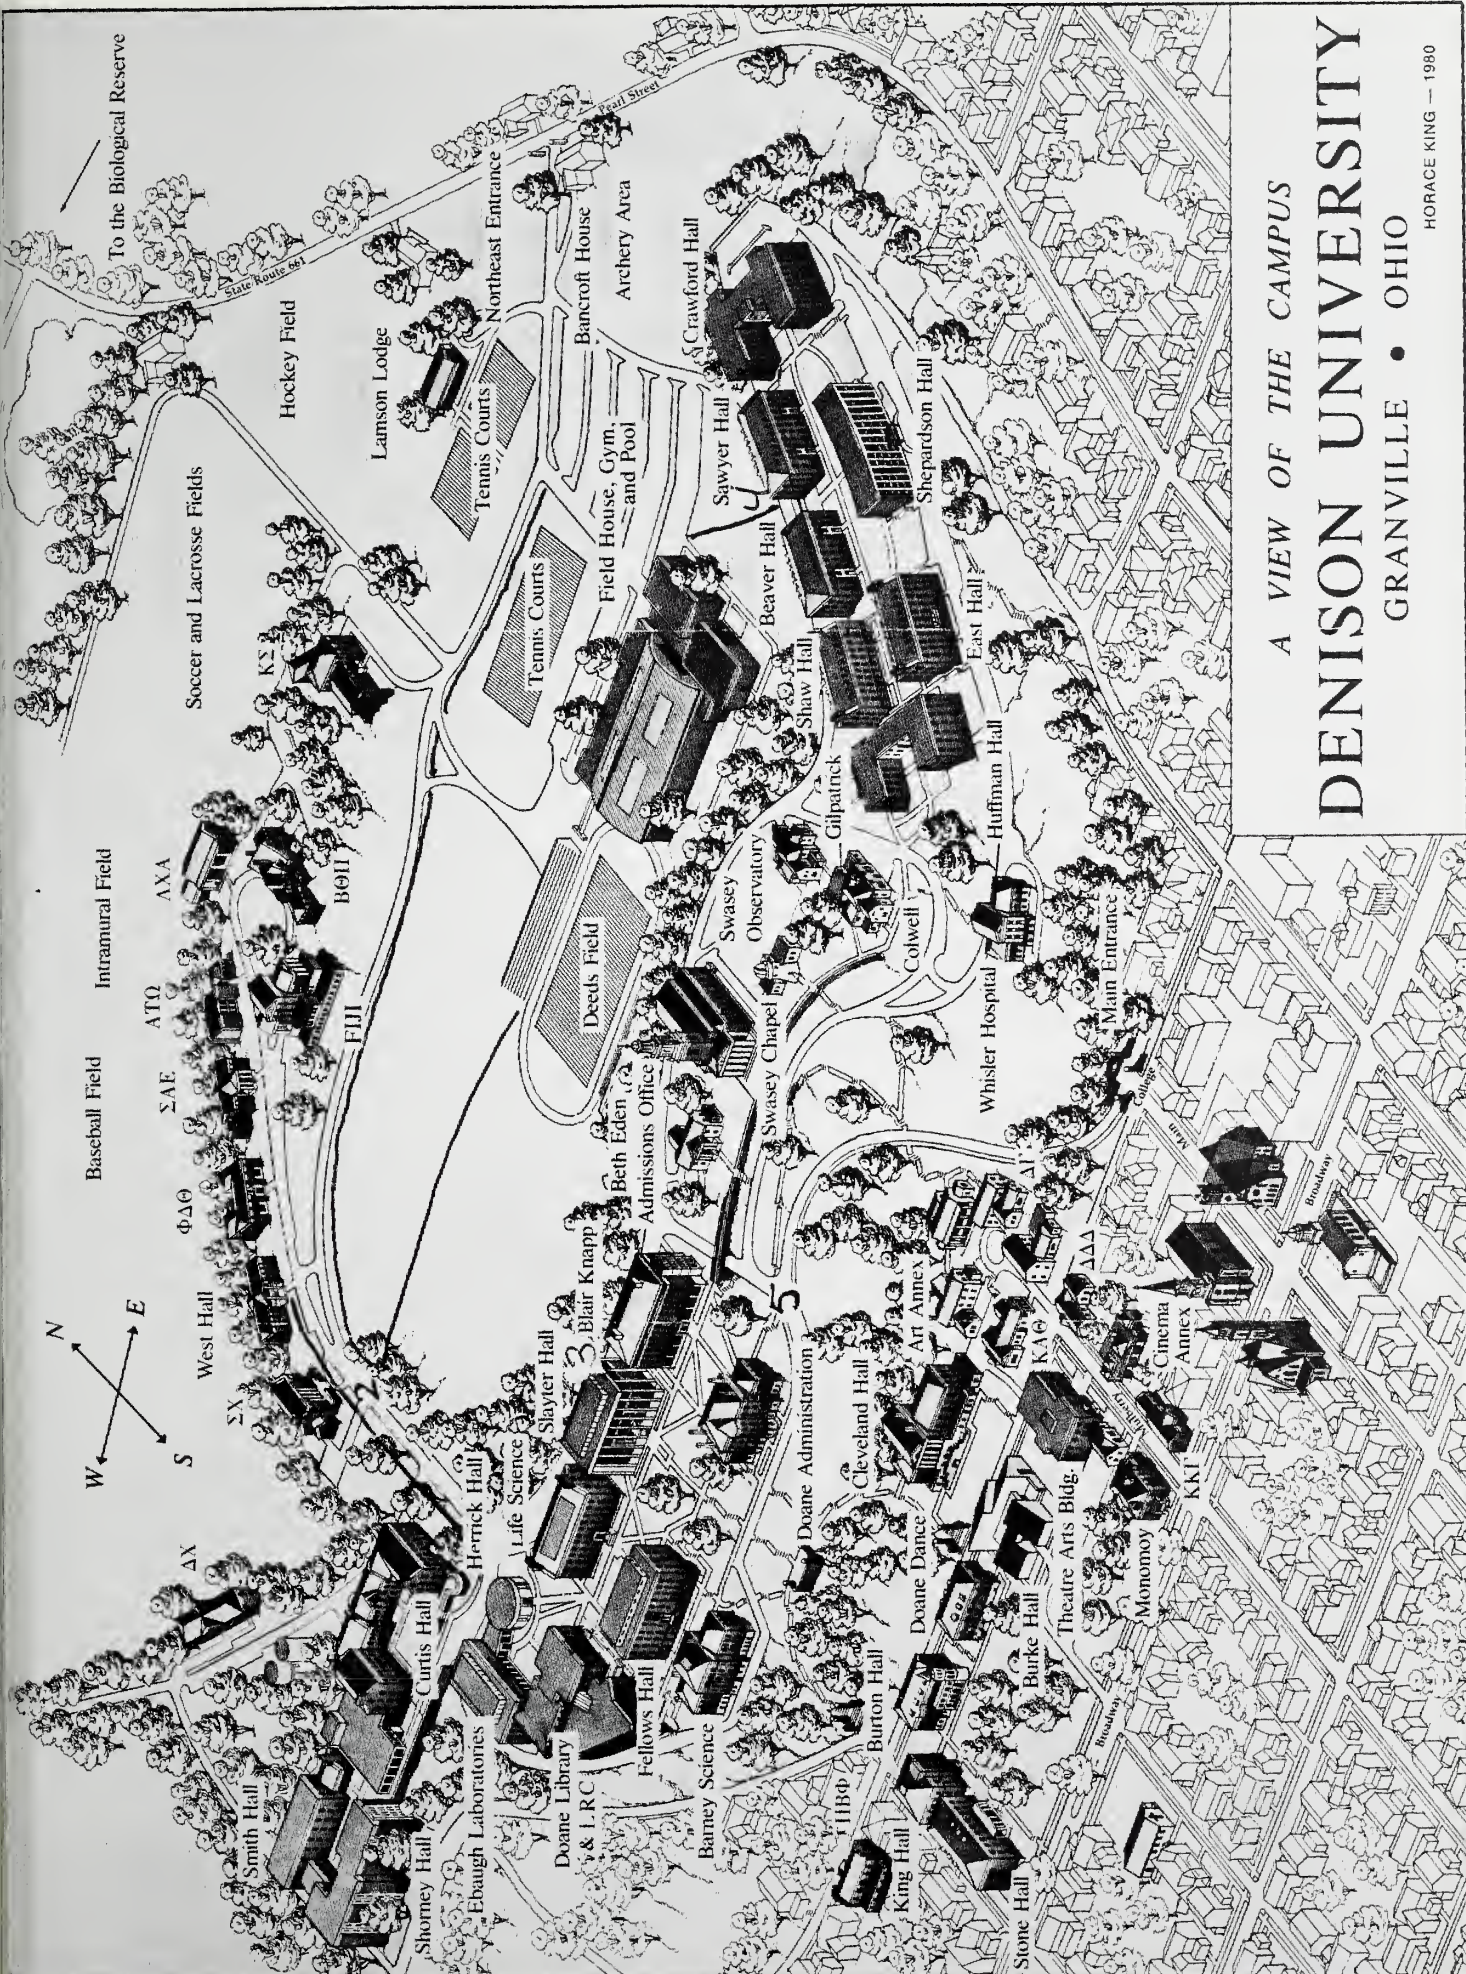 A VIEW OF THE CAMPUS
DENISON UNIVERSITY
GRANVILLE • OHIO
HORACE KING — 1980
To the Biological Reserve
N
E
W
S
State Route 661
Pearl Street
Hockey Field
Lamson Lodge
Northeast Entrance
Tennis Courts
Bancroft House
Archery Area
Soccer and Lacrosse Fields
ΚΣ
Tennis Courts
Field House, Gym,
and Pool
Crawford Hall
Sawyer Hall
4
Shepardson Hall
Beaver Hall
Shaw Hall
East Hall
Huffman Hall
Gilpatrick
Intramural Field
Baseball Field
ΛΧΑ
ΒΘΠ
ΑΤΩ
FIJI
ΣΑΕ
ΦΔΘ
West Hall
ΣΧ
2
ΔΧ
Deeds Field
Swasey
Observatory
Colwell
Swasey Chapel
Whisler Hospital
Main Entrance
College
Main
Broadway
Beth Eden
Admissions Office
Blair Knapp
3
Slayter Hall
5
Life Science
Herrick Hall
Curtis Hall
Smith Hall
Shorney Hall
Ebaugh Laboratories
Doane Library
& LRC
Fellows Hall
Barney Science
Doane Administration
Cleveland Hall
Art Annex
ΔΓ
ΔΔΔ
ΚΑΘ
Cinema
Annex
ΚΚΓ
Monomoy
Theatre Arts Bldg.
Doane Dance
Burke Hall
Burton Hall
ΠΒΦ
King Hall
Stone Hall
Broadway